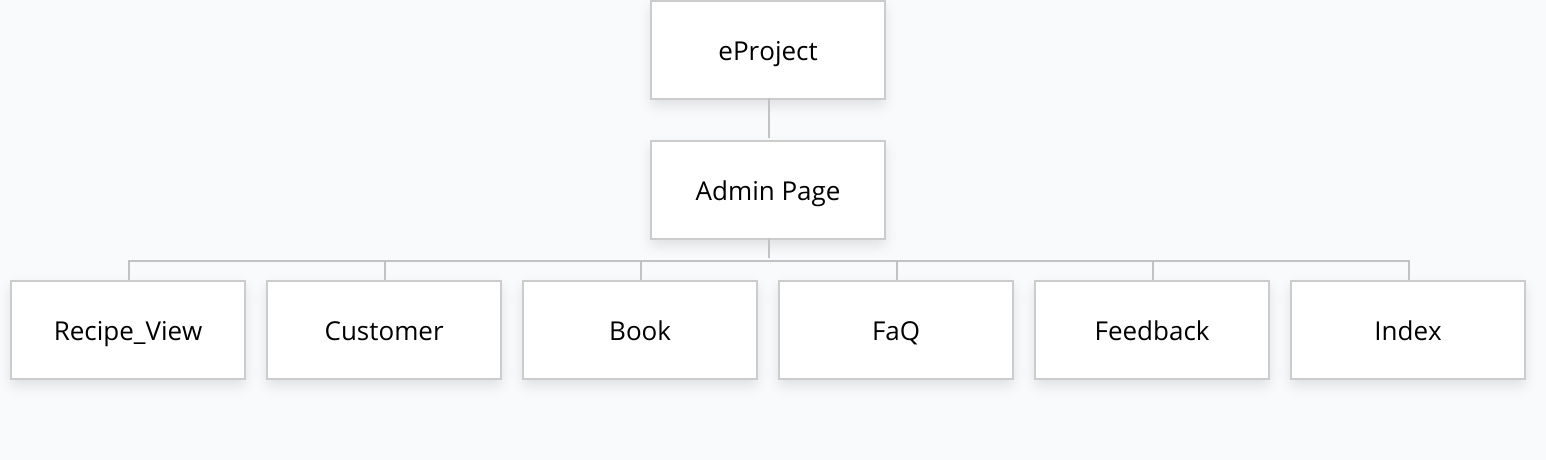 eProject
Admin Page
Recipe_View
Customer
Book
FaQ
Feedback
Index